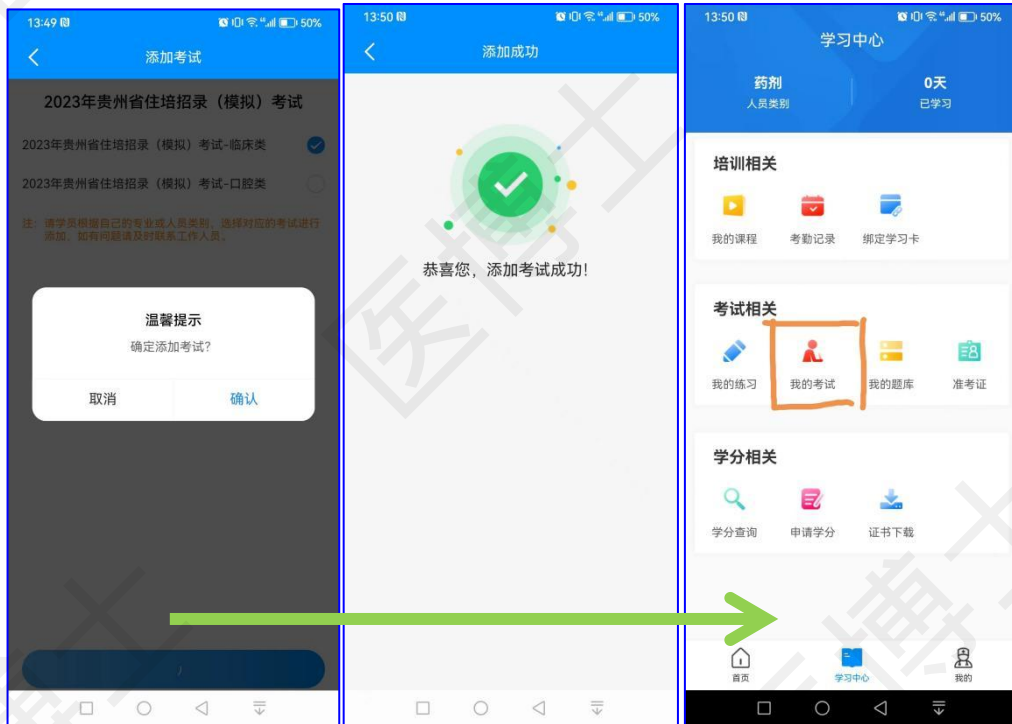 13:49
50%
添加考试
2023年贵州省住培招录（模拟）考试
2023年贵州省住培招录（模拟）考试-临床类
2023年贵州省住培招录（模拟）考试-口腔类
注：请学员根据自己的专业或人员类别，选择对应的考试进行
添加，如有问题请及时联系工作人员。
温馨提示
确定添加考试?
取消
确认
13:50
50%
添加成功
恭喜您，添加考试成功!
13:50
50%
学习中心
药剂
0天
人员类别
已学习
培训相关
我的课程
考勤记录
绑定学习卡
考试相关
我的练习
我的考试
我的题库
准考证
学分相关
学分查询
申请学分
证书下载
首页
学习中心
我的
医博士